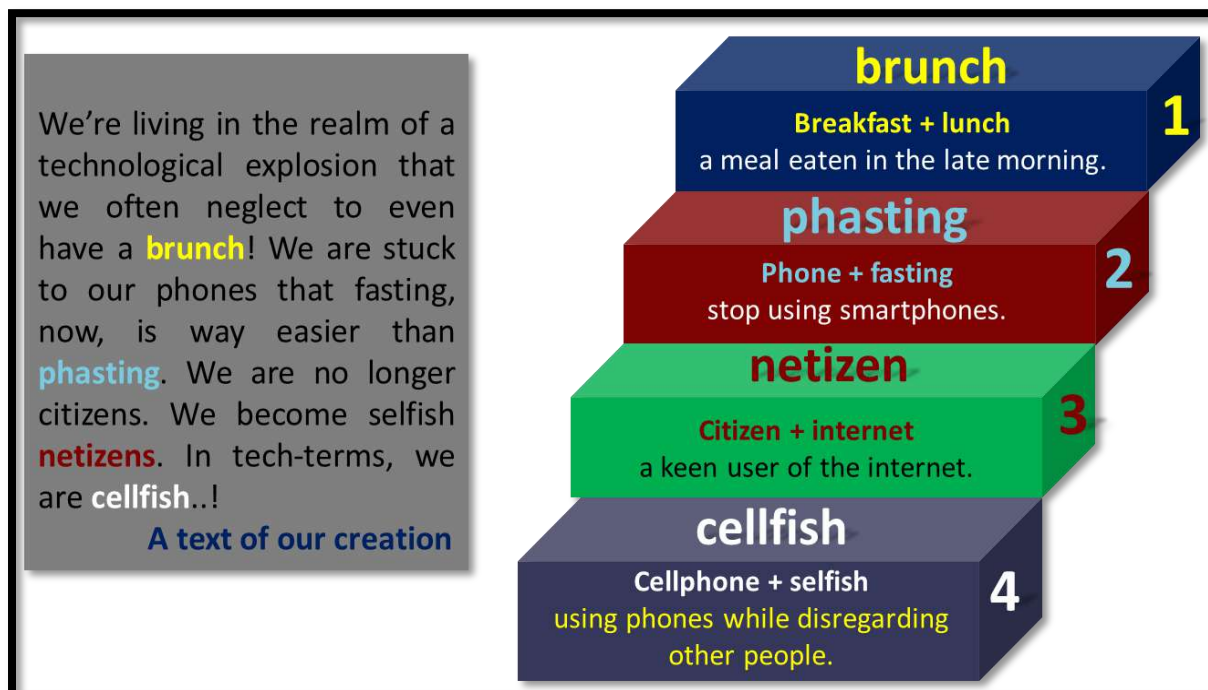 We’re living in the realm of a
technological explosion that
we often neglect to even
have a brunch! We are stuck
to our phones that fasting,
now, is way easier than
phasting. We are no longer
citizens. We become selfish
netizens. In tech-terms, we
are cellfish..!
A text of our creation
brunch
Breakfast + lunch
a meal eaten in the late morning.
1
phasting
Phone + fasting
stop using smartphones.
2
netizen
Citizen + internet
a keen user of the internet.
3
cellfish
Cellphone + selfish
using phones while disregarding
other people.
4